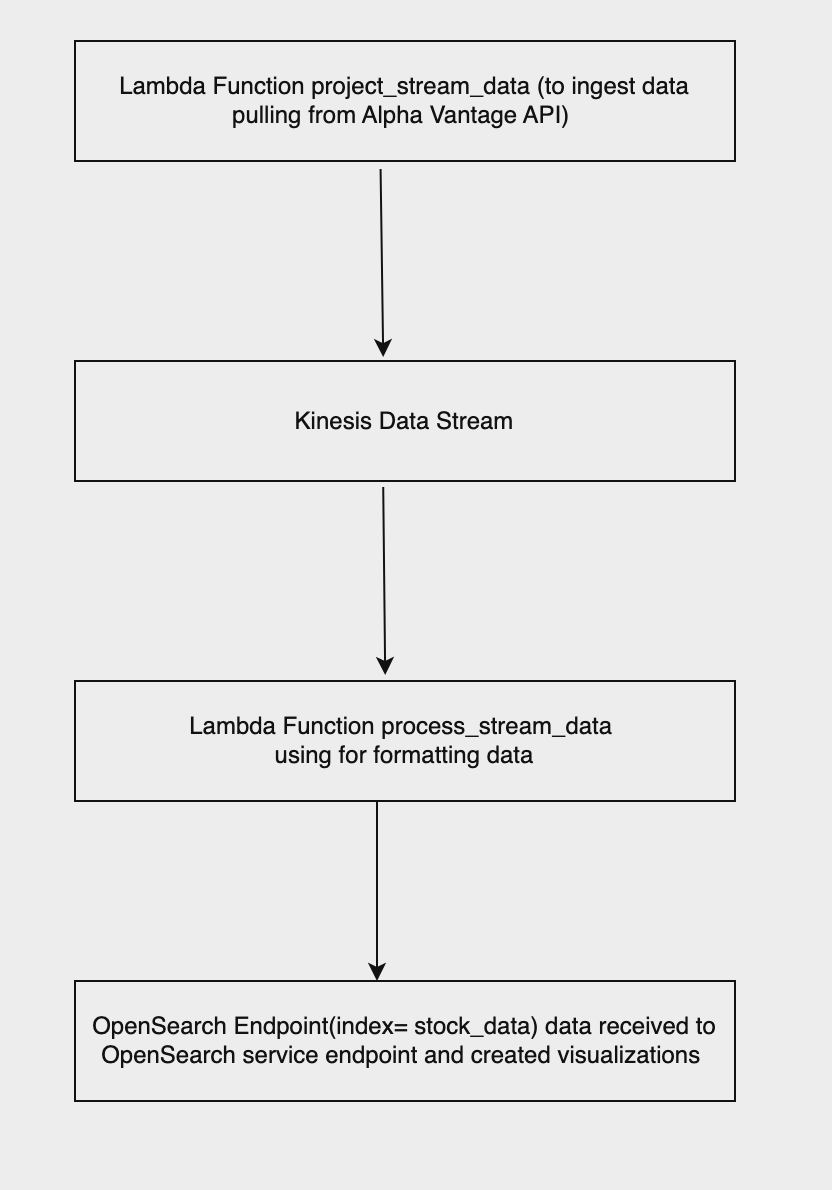 Lambda Function project_stream_data (to ingest data
pulling from Alpha Vantage API)
Kinesis Data Stream
Lambda Function process_stream_data
using for formatting data
OpenSearch Endpoint(index= stock_data) data received to
OpenSearch service endpoint and created visualizations